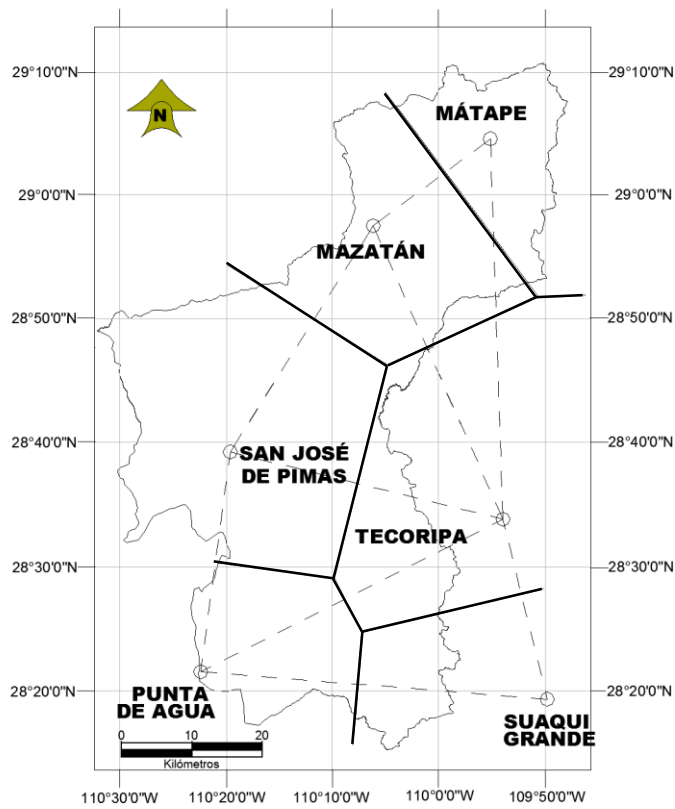 29°10'0"N
29°10'0"N
MÁTAPE
N
29°0'0"N
29°0'0"N
MAZATÁN
28°50'0"N
28°50'0"N
28°40'0"N
28°40'0"N
SAN JOSÉ
DE PIMAS
TECORIPA
28°30'0"N
28°30'0"N
28°20'0"N
28°20'0"N
PUNTA
DE AGUA
SUAQUI
GRANDE
0 10 20
Kilómetros
110°30'0"W 110°20'0"W 110°10'0"W 110°0'0"W 109°50'0"W